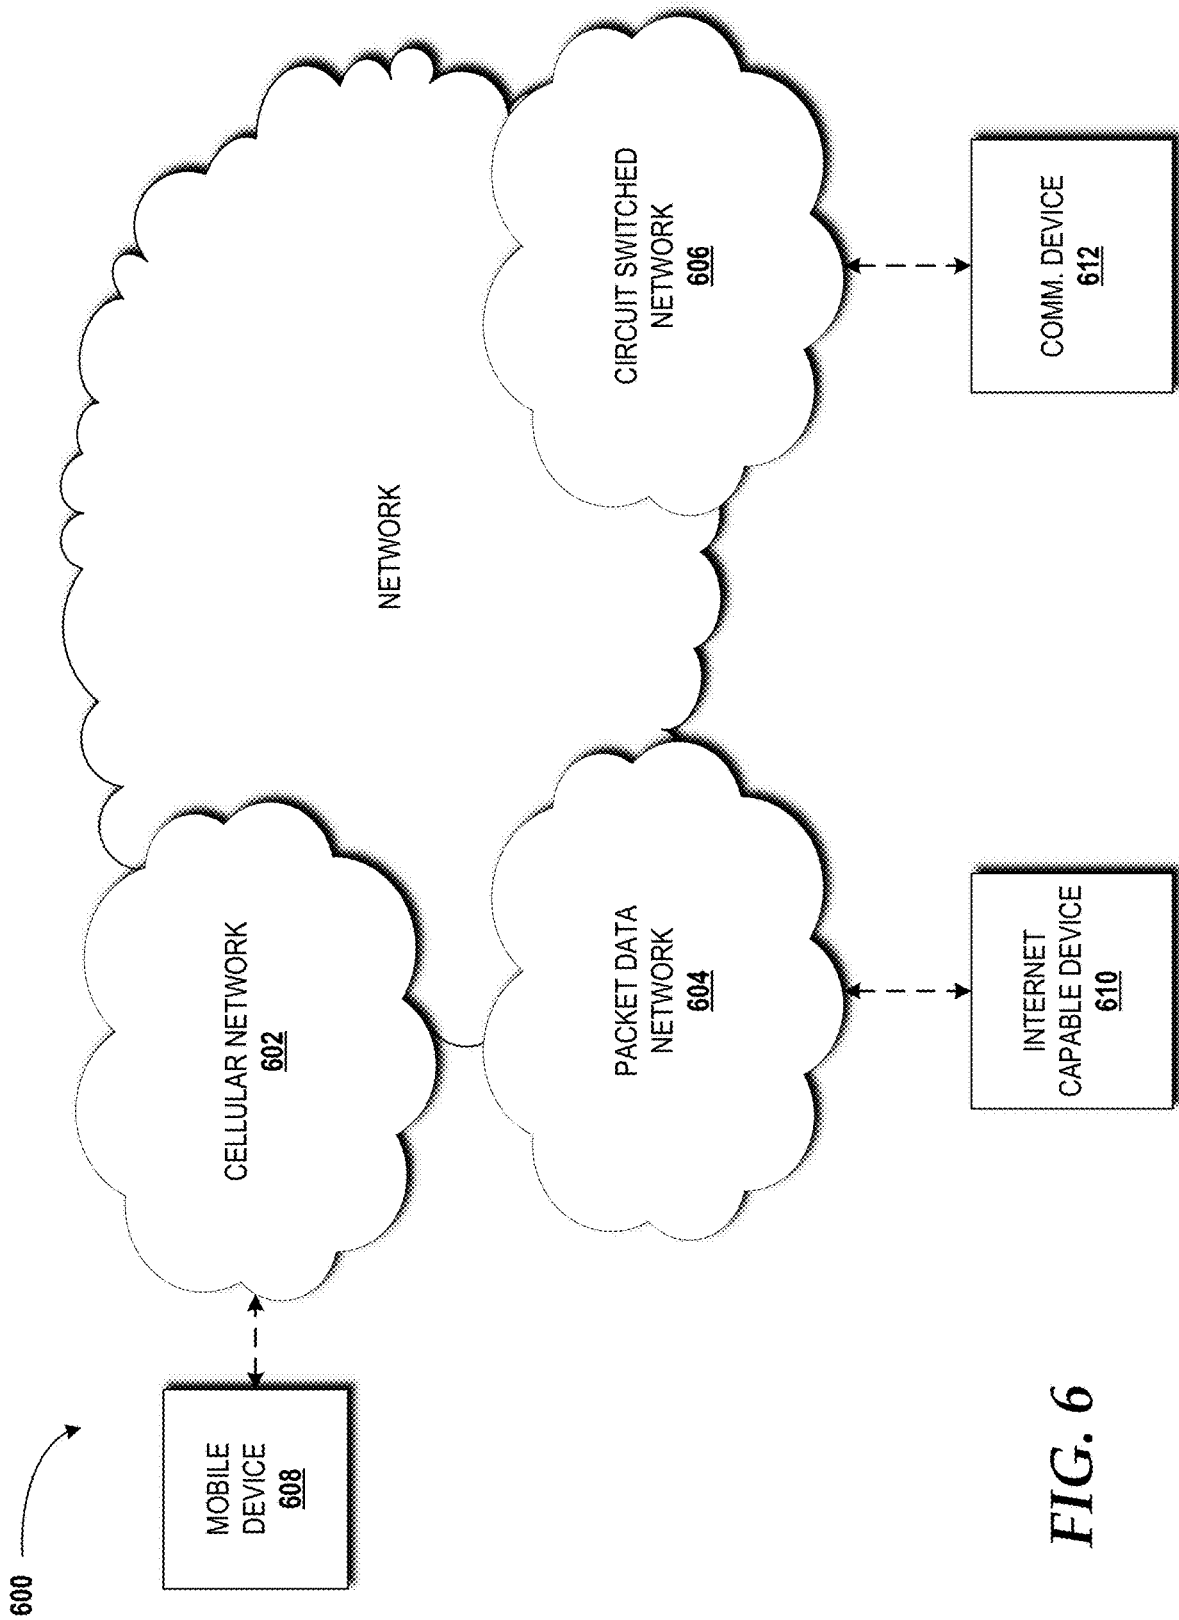 600
MOBILE
DEVICE
608
CELLULAR NETWORK
602
NETWORK
PACKET DATA
NETWORK
604
CIRCUIT SWITCHED
NETWORK
606
INTERNET
CAPABLE DEVICE
610
COMM. DEVICE
612
FIG. 6